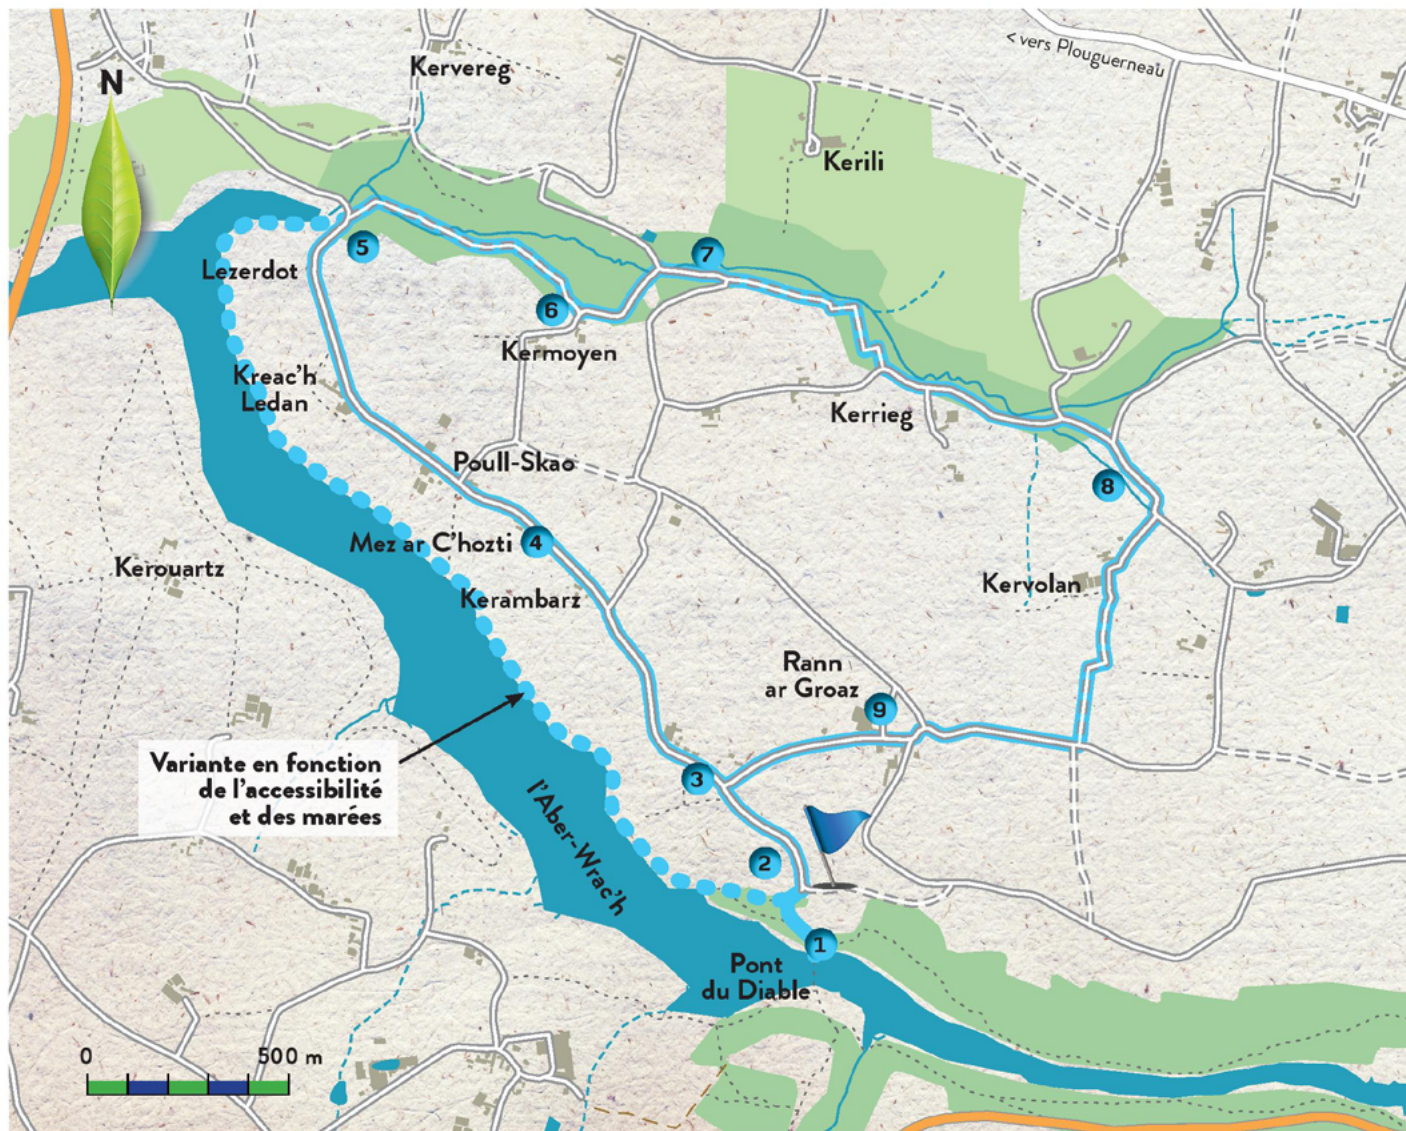 Kervereg
< vers Plouguerneau
N
Kerili
5
7
Lezerdot
6
Kermoyen
Kreac'h
Ledan
Kerrieg
Poull-Skao
8
Mez ar C'hozti
4
Kerouartz
Kerambarz
Kervolan
Rann
ar Groaz
9
Variante en fonction
de l'accessibilité
et des marées
3
l'Aber-Wrac'h
2
1
Pont
du Diable
0 500 m